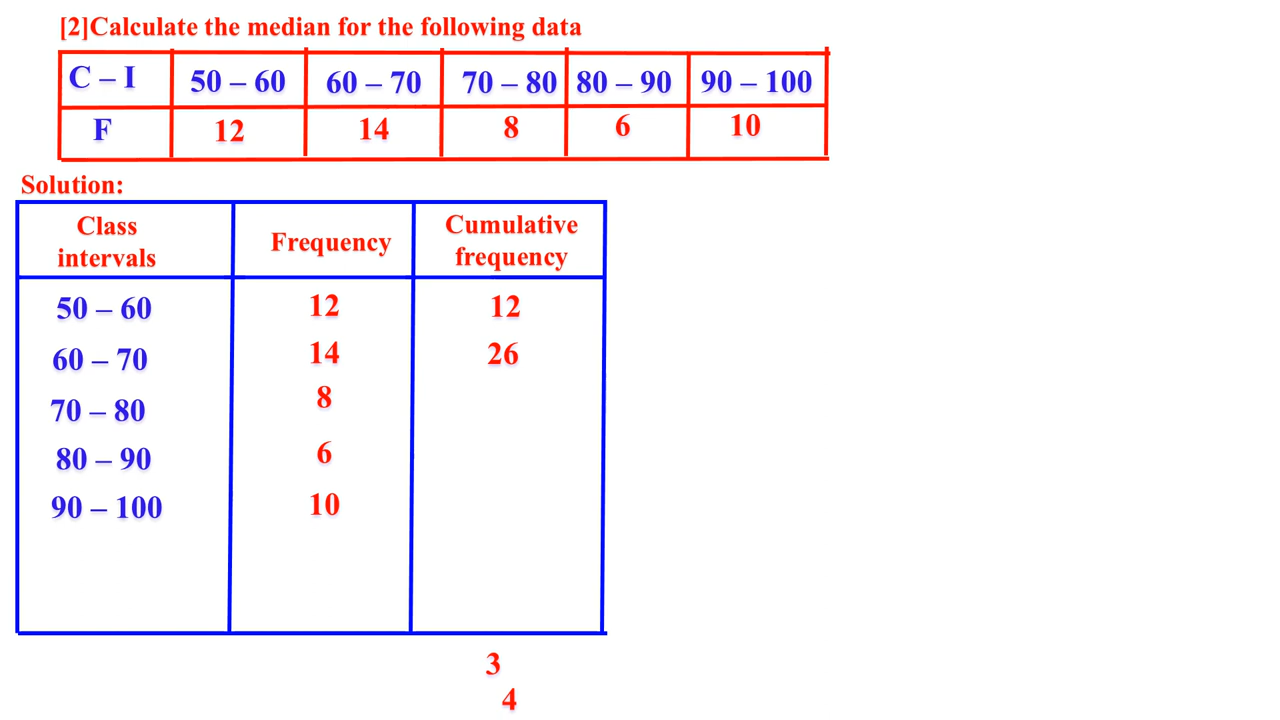 [2]Calculate the median for the following data
C – I 50 – 60 60 – 70 70 – 80 80 – 90 90 – 100
F 12 14 8 6 10
Solution:
Class intervals Frequency Cumulative frequency
50 – 60 12 12
60 – 70 14 26
70 – 80 8
80 – 90 6
90 – 100 10
3
4